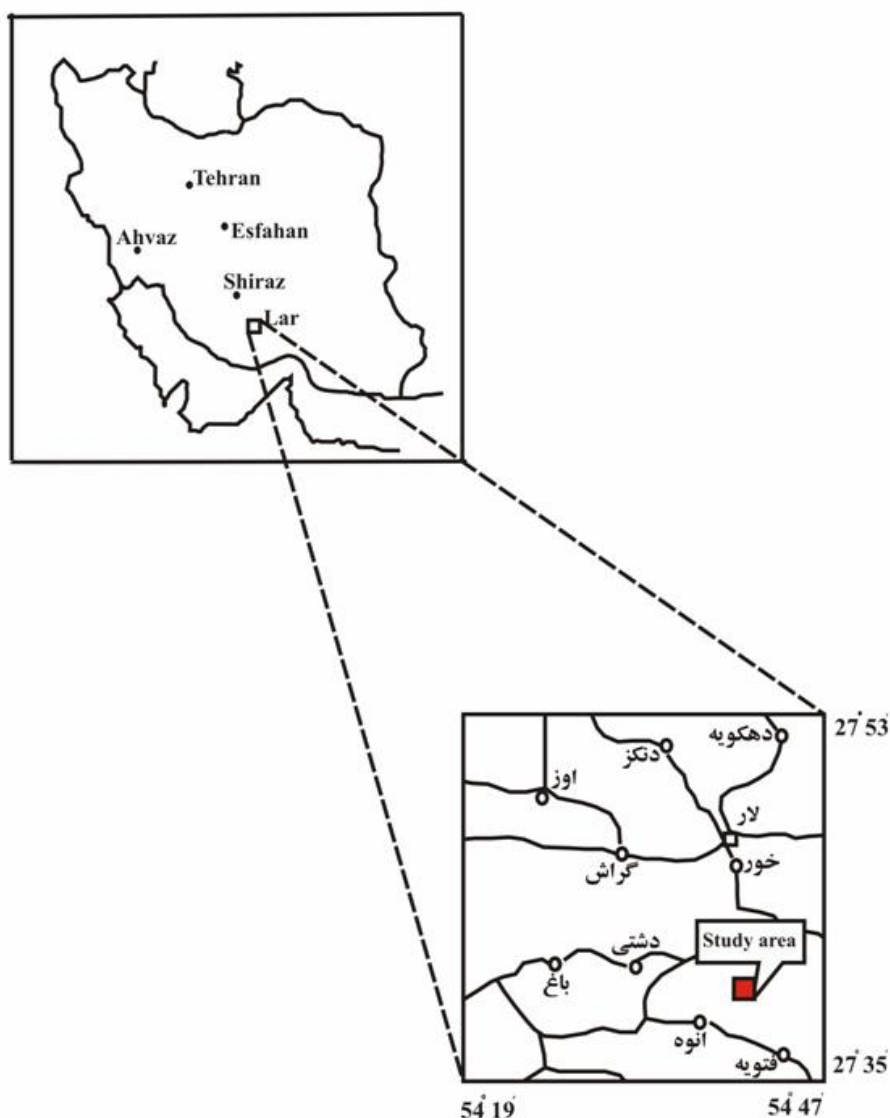 Tehran
Esfahan
Ahvaz
Shiraz
Lar
27° 53'
دهکویه
دنکز
اوز
لار
خور
گراش
Study area
دشتی
باغ
انوه
فتویه
27° 35'
54° 19'
54° 47'